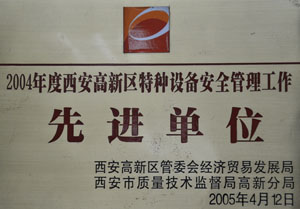 2004年度西安高新区特种设备安全管理工作
先进单位
西安高新区管委会经济贸易发展局
西安市质量技术监督局高新分局
2005年4月12日